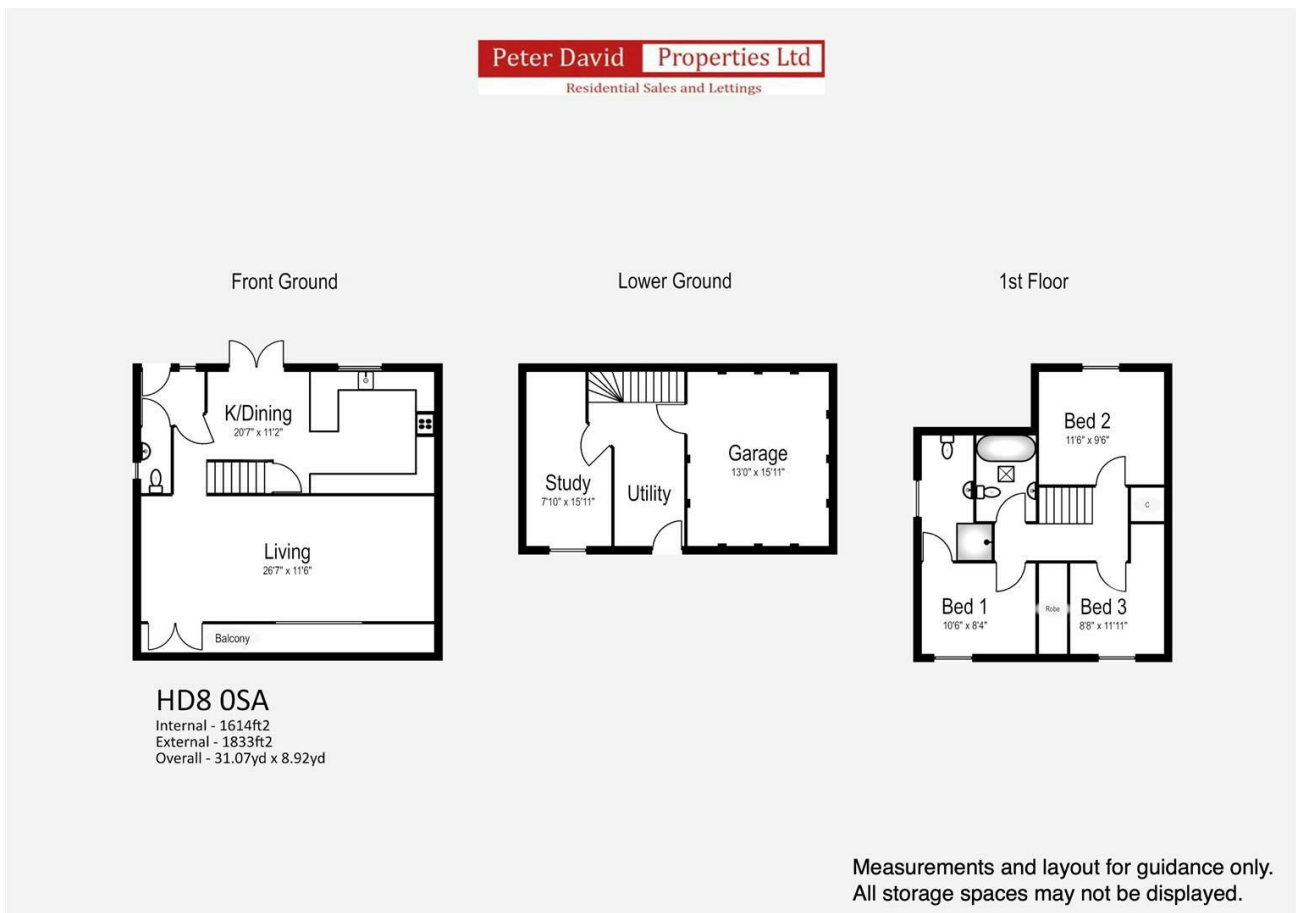 Peter David Properties Ltd
Residential Sales and Lettings
Front Ground
Lower Ground
1st Floor
K/Dining
20'7" x 11'2"
Living
26'7" x 11'6"
Balcony
Study
7'10" x 15'11"
Utility
Garage
13'0" x 15'11"
Bed 2
11'6" x 9'6"
C
Bed 1
10'6" x 8'4"
Robe
Bed 3
8'8" x 11'11"
HD8 0SA
Internal - 1614ft2
External - 1833ft2
Overall - 31.07yd x 8.92yd
Measurements and layout for guidance only.
All storage spaces may not be displayed.